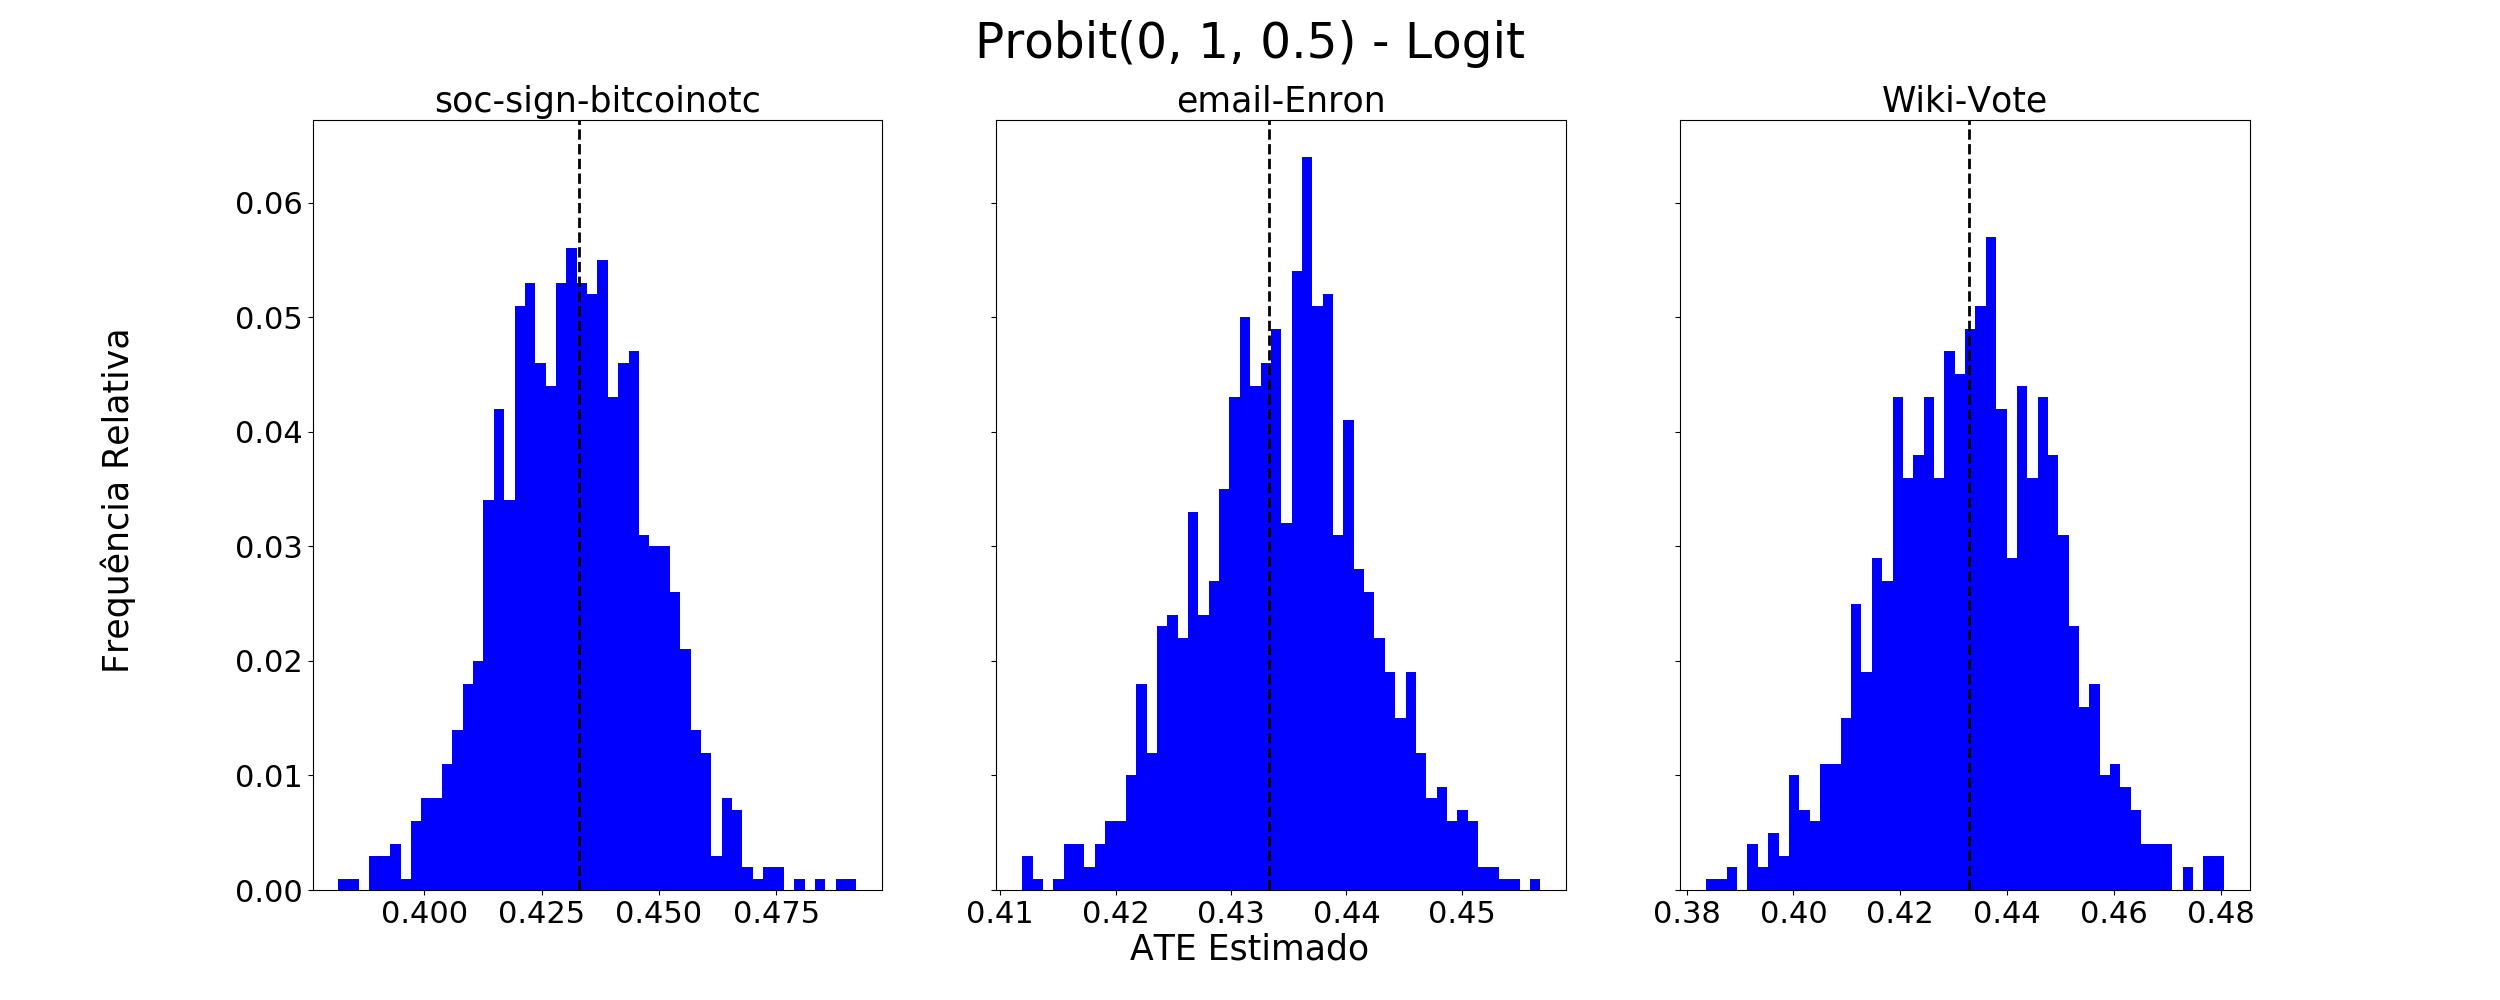 Probit(0, 1, 0.5) - Logit
soc-sign-bitcoinotc
email-Enron
Wiki-Vote
Frequência Relativa
0.06
0.05
0.04
0.03
0.02
0.01
0.00
0.400 0.425 0.450 0.475
0.41 0.42 0.43 0.44 0.45
0.38 0.40 0.42 0.44 0.46 0.48
ATE Estimado